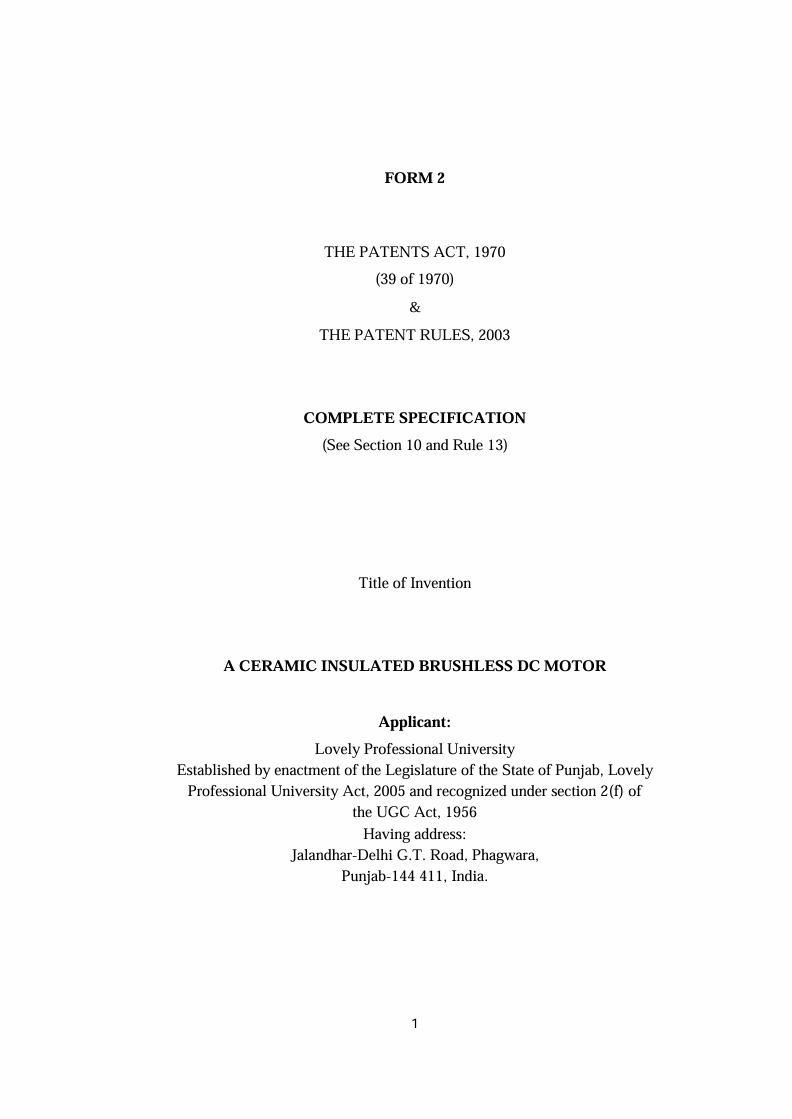 FORM 2
THE PATENTS ACT, 1970
(39 of 1970)
&
THE PATENT RULES, 2003
COMPLETE SPECIFICATION
(See Section 10 and Rule 13)
Title of Invention
A CERAMIC INSULATED BRUSHLESS DC MOTOR
Applicant:
Lovely Professional University
Established by enactment of the Legislature of the State of Punjab, Lovely
Professional University Act, 2005 and recognized under section 2(f) of
the UGC Act, 1956
Having address:
Jalandhar-Delhi G.T. Road, Phagwara,
Punjab-144 411, India.
1